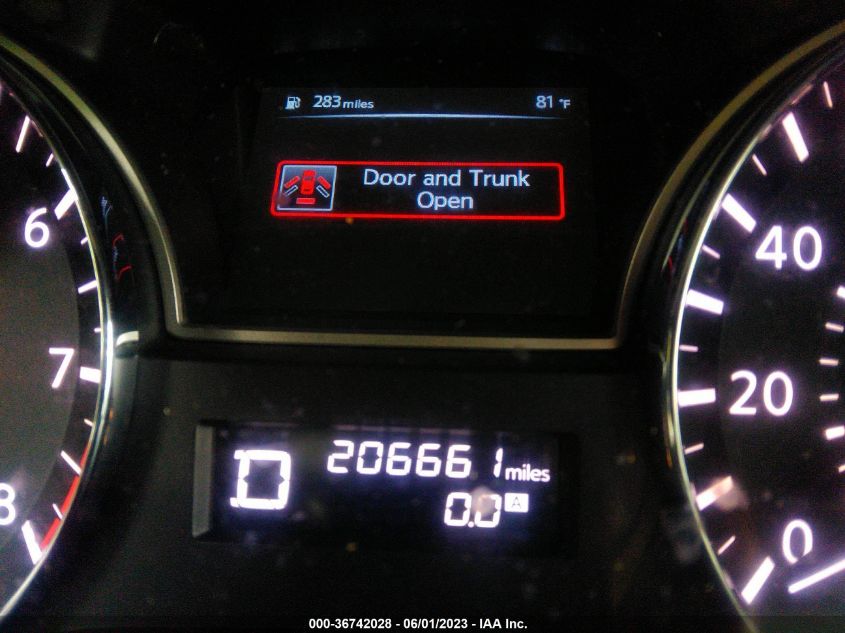 283 miles 81 °F
Door and Trunk
Open
6
7
8
40
20
0
D 206661 miles
0.0 A
000-36742028 - 06/01/2023 - IAA Inc.